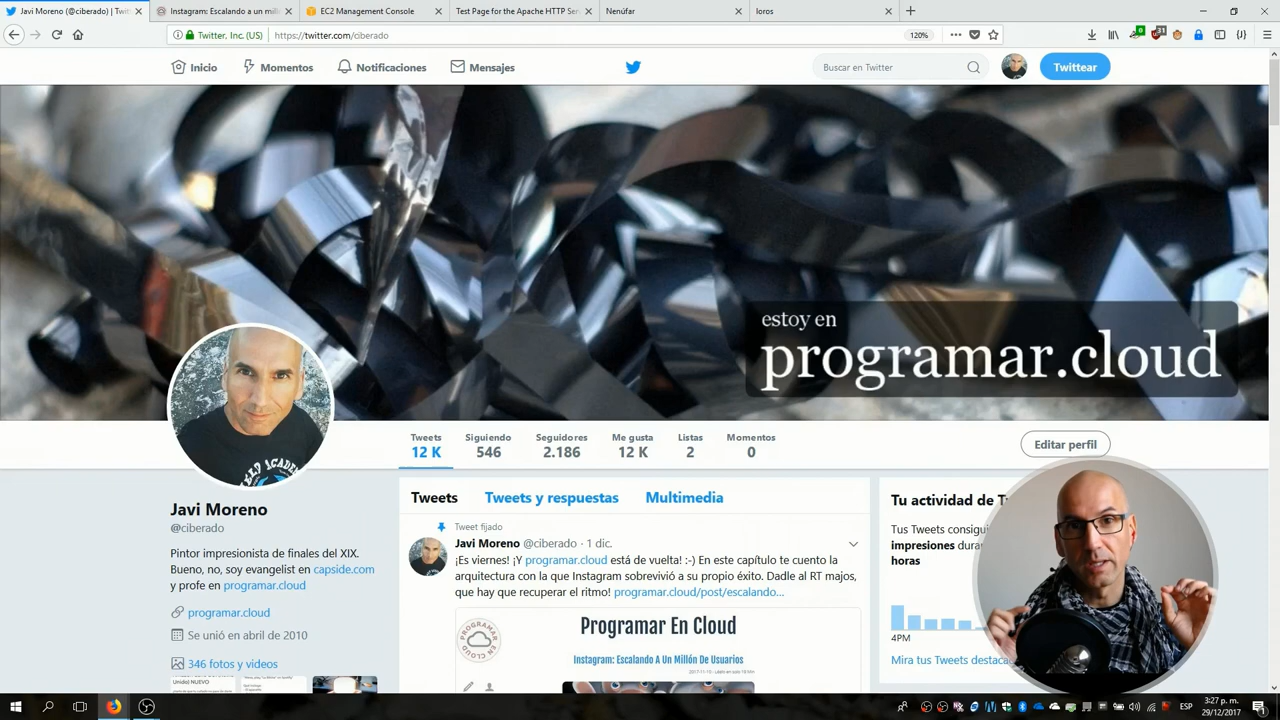 Javi Moreno (@ciberado) | Twit
Instagram: Escalando a un mill
EC2 Management Console
Test Page for the Apache HTTP Ser
Nenúfar
loros
Twitter, Inc. (US)
https://twitter.com/ciberado
120%
Inicio
Momentos
Notificaciones
Mensajes
Buscar en Twitter
Twittear
estoy en
programar.cloud
Tweets
Siguiendo
Seguidores
Me gusta
Listas
Momentos
12 K
546
2.186
12 K
2
0
Editar perfil
Javi Moreno
@ciberado
Pintor impresionista de finales del XIX.
Bueno, no, soy evangelist en capside.com
y profe en programar.cloud
programar.cloud
Se unió en abril de 2010
346 fotos y videos
Tweets
Tweets y respuestas
Multimedia
Tweet fijado
Javi Moreno @ciberado · 1 dic.
¡Es viernes! ¡Y programar.cloud está de vuelta! :-) En este capítulo te cuento la
arquitectura con la que Instagram sobrevivió a su propio éxito. Dadle al RT majos,
que hay que recuperar el ritmo! programar.cloud/post/escalando...
PROGRAMAR EN CLOUD
Programar En Cloud
Instagram: Escalando A Un Millón De Usuarios
Tu actividad de T
Tus Tweets consigui
impresiones dura
horas
4PM
Mira tus Tweets destaca
ESP
3:27 p. m.
29/12/2017